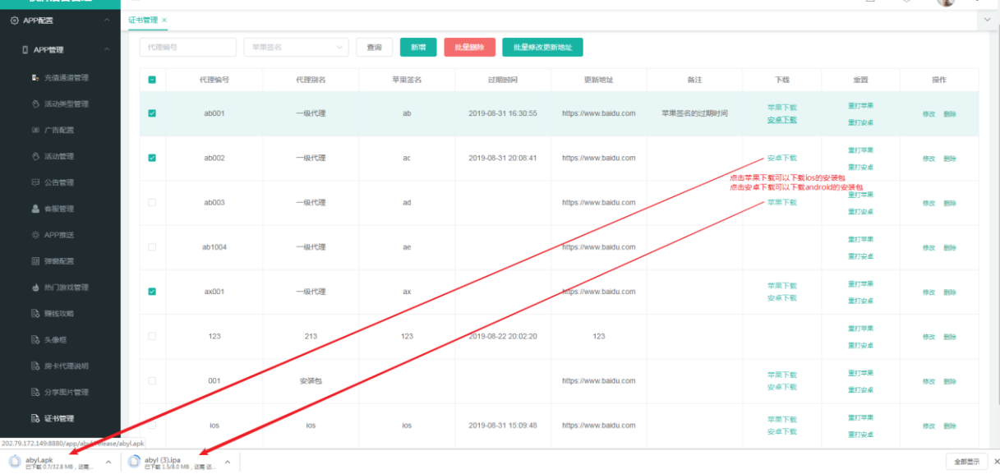 APP配置
证书管理 ×
APP管理
代理编号 苹果签名 查询 新增 批量删除 批量修改更新地址
充值通道管理
活动类型管理
广告配置
活动管理
公告管理
客服管理
APP推送
弹窗配置
热门游戏管理
赚钱攻略
头像框
房卡代理说明
分享图片管理
证书管理
代理编号 代理别名 苹果签名 过期时间 更新地址 备注 下载 重置 操作
ab001 一级代理 ab 2019-08-31 16:30:55 https://www.baidu.com 苹果签名的过期时间 苹果下载 重打苹果 修改 删除
安卓下载 重打安卓
ab002 一级代理 ac 2019-08-31 20:08:41 https://www.baidu.com 安卓下载 重打苹果 修改 删除
重打安卓
点击苹果下载可以下载ios的安装包
点击安卓下载可以下载android的安装包
ab003 一级代理 ad https://www.baidu.com 苹果下载 重打苹果 修改 删除
重打安卓
ab1004 一级代理 ae https://www.baidu.com 重打苹果 修改 删除
重打安卓
ax001 一级代理 ax https://www.baidu.com 苹果下载 重打苹果 修改 删除
安卓下载 重打安卓
123 213 123 2019-08-22 20:02:20 123 重打苹果 修改 删除
重打安卓
001 安装包 https://www.baidu.com 苹果下载 重打苹果 修改 删除
安卓下载 重打安卓
ios ios ios 2019-08-31 15:09:48 https://www.baidu.com 苹果下载 重打苹果 修改 删除
安卓下载 重打安卓
202.79.172.149:8880/app/abyl/release/abyl.apk
abyl.apk
已下载 0.7/32.8 MB，还需...
abyl (3).ipa
已下载 1.5/8.0 MB，还需 还...
全部显示 ×